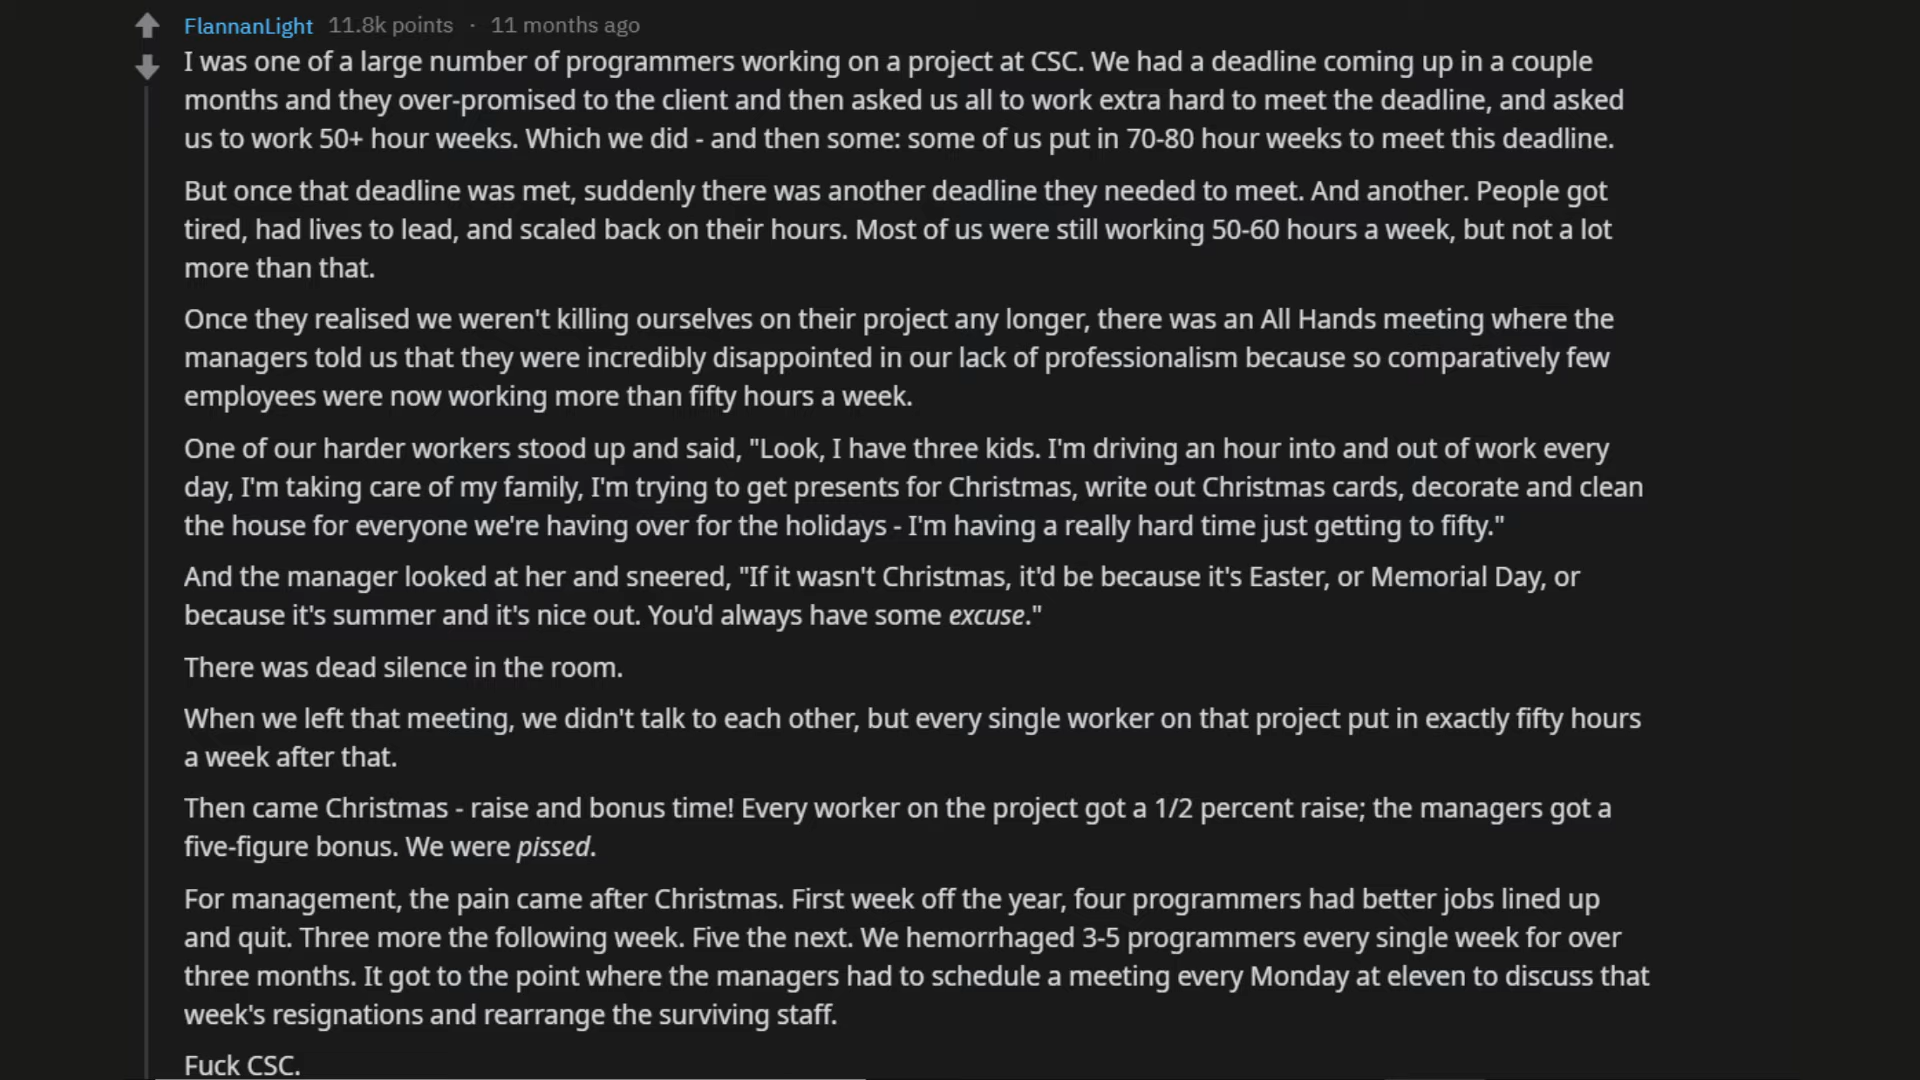 FlannanLight 11.8k points · 11 months ago
I was one of a large number of programmers working on a project at CSC. We had a deadline coming up in a couple
months and they over-promised to the client and then asked us all to work extra hard to meet the deadline, and asked
us to work 50+ hour weeks. Which we did - and then some: some of us put in 70-80 hour weeks to meet this deadline.
But once that deadline was met, suddenly there was another deadline they needed to meet. And another. People got
tired, had lives to lead, and scaled back on their hours. Most of us were still working 50-60 hours a week, but not a lot
more than that.
Once they realised we weren't killing ourselves on their project any longer, there was an All Hands meeting where the
managers told us that they were incredibly disappointed in our lack of professionalism because so comparatively few
employees were now working more than fifty hours a week.
One of our harder workers stood up and said, "Look, I have three kids. I'm driving an hour into and out of work every
day, I'm taking care of my family, I'm trying to get presents for Christmas, write out Christmas cards, decorate and clean
the house for everyone we're having over for the holidays - I'm having a really hard time just getting to fifty."
And the manager looked at her and sneered, "If it wasn't Christmas, it'd be because it's Easter, or Memorial Day, or
because it's summer and it's nice out. You'd always have some excuse."
There was dead silence in the room.
When we left that meeting, we didn't talk to each other, but every single worker on that project put in exactly fifty hours
a week after that.
Then came Christmas - raise and bonus time! Every worker on the project got a 1/2 percent raise; the managers got a
five-figure bonus. We were pissed.
For management, the pain came after Christmas. First week off the year, four programmers had better jobs lined up
and quit. Three more the following week. Five the next. We hemorrhaged 3-5 programmers every single week for over
three months. It got to the point where the managers had to schedule a meeting every Monday at eleven to discuss that
week's resignations and rearrange the surviving staff.
Fuck CSC.